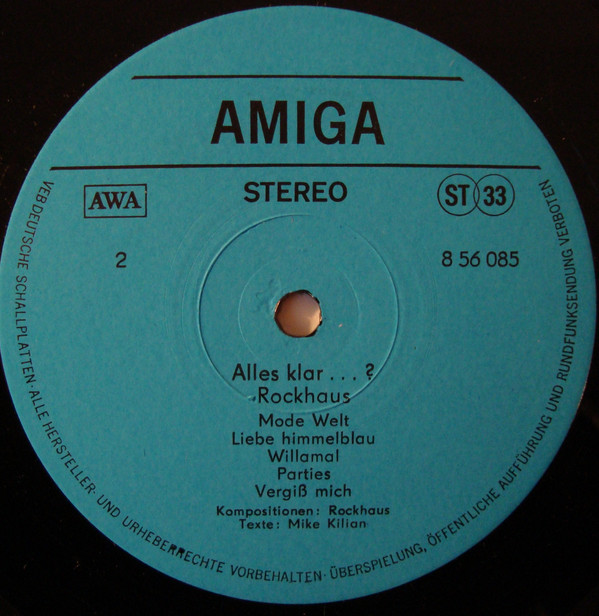 AMIGA
AWA
STEREO
ST 33
2
8 56 085
Alles klar . . . ?
Rockhaus
Mode Welt
Liebe himmelblau
Willamal
Parties
Vergiß mich
Kompositionen: Rockhaus
Texte: Mike Kilian
VEB DEUTSCHE SCHALLPLATTEN · ALLE HERSTELLER- UND URHEBERRECHTE VORBEHALTEN · ÜBERSPIELUNG, ÖFFENTLICHE AUFFÜHRUNG UND RUNDFUNKSENDUNG VERBOTEN